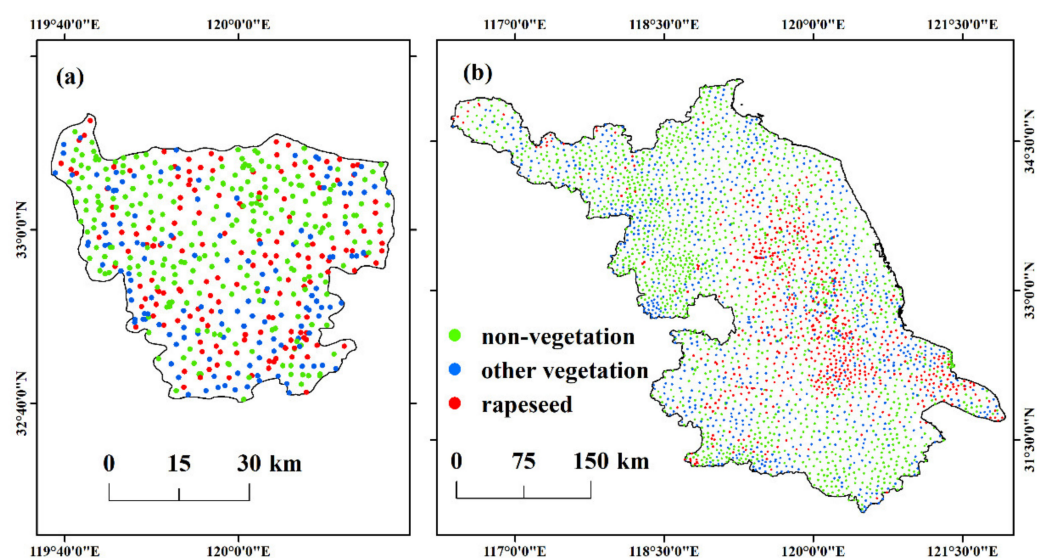 119°40'0"E 120°0'0"E
117°0'0"E 118°30'0"E 120°0'0"E 121°30'0"E
(a)
33°0'0"N
32°40'0"N
0 15 30 km
119°40'0"E 120°0'0"E
(b)
34°30'0"N
33°0'0"N
31°30'0"N
non-vegetation
other vegetation
rapeseed
0 75 150 km
117°0'0"E 118°30'0"E 120°0'0"E 121°30'0"E